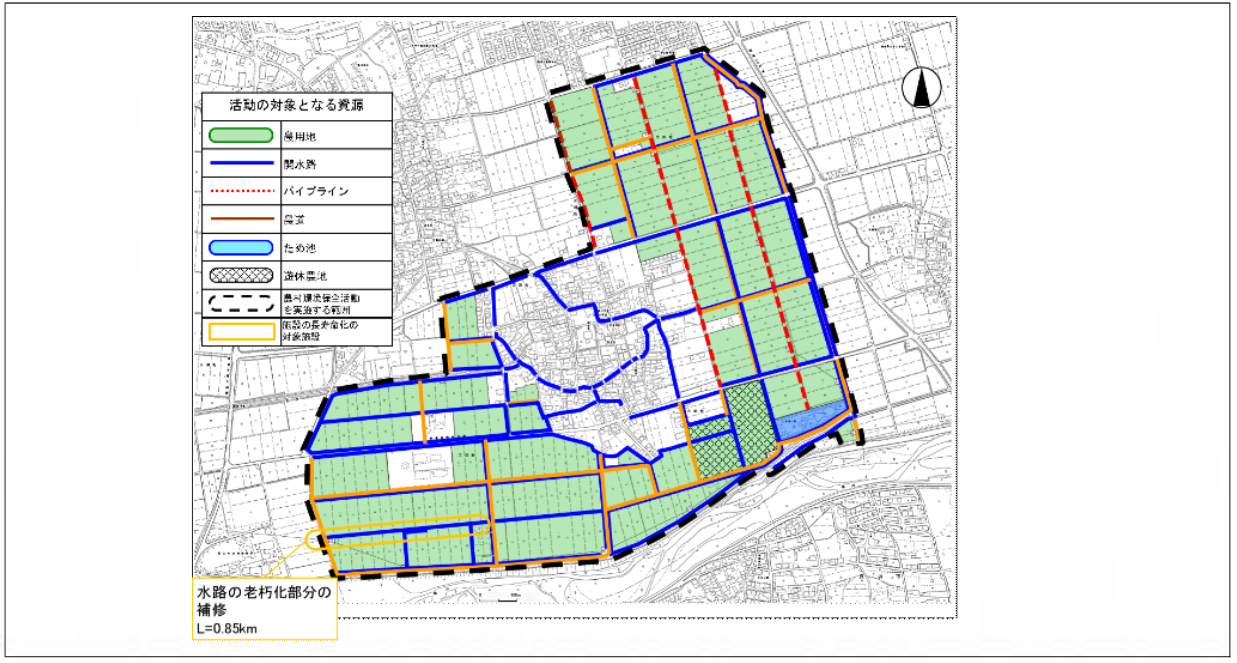 活動の対象となる資源
農用地
開水路
パイプライン
農道
ため池
遊休農地
農村環境保全活動
を実施する範囲
施設の長寿命化の
対象施設
水路の老朽化部分の
補修
L=0.85km